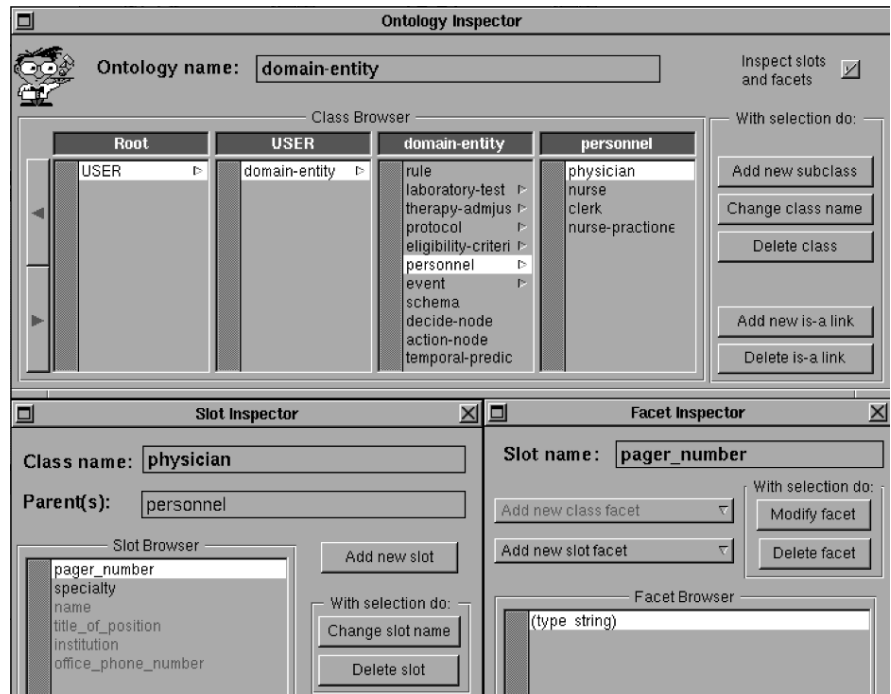 Ontology Inspector
Ontology name: domain-entity
Inspect slots
and facets
Class Browser
With selection do:
Root
USER
USER
domain-entity
domain-entity
rule
laboratory-test
therapy-admjus
protocol
eligibility-criteri
personnel
event
schema
decide-node
action-node
temporal-predic
personnel
physician
nurse
clerk
nurse-practione
Add new subclass
Change class name
Delete class
Add new is-a link
Delete is-a link
Slot Inspector
Class name: physician
Parent(s): personnel
Slot Browser
pager_number
specialty
name
title_of_position
institution
office_phone_number
Add new slot
With selection do:
Change slot name
Delete slot
Facet Inspector
Slot name: pager_number
Add new class facet
Add new slot facet
With selection do:
Modify facet
Delete facet
Facet Browser
(type string)